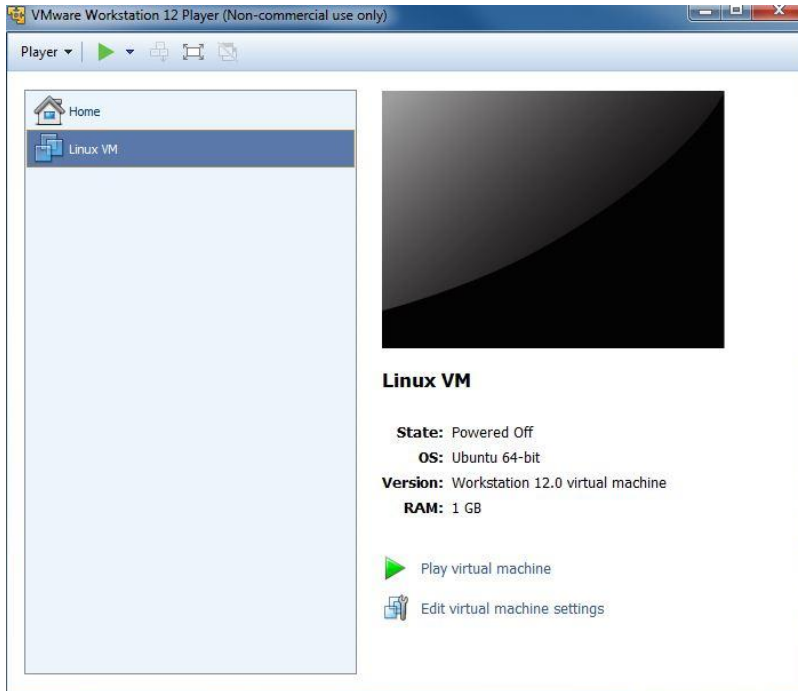 VMware Workstation 12 Player (Non-commercial use only)
Player
Home
Linux VM
Linux VM
State: Powered Off
OS: Ubuntu 64-bit
Version: Workstation 12.0 virtual machine
RAM: 1 GB
Play virtual machine
Edit virtual machine settings